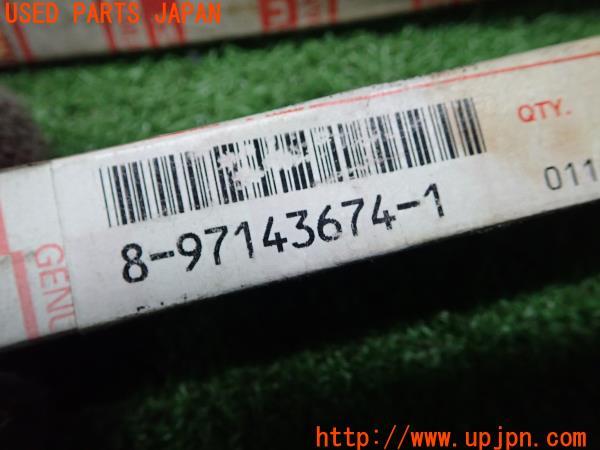 USED PARTS JAPAN
QTY.
011
8-97143674-1
GENU
http://www.upjpn.com/